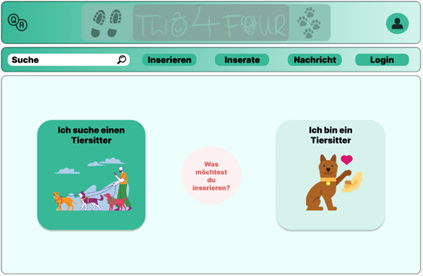 Q
A
TWO 4 FOUR
Suche
Inserieren
Inserate
Nachricht
Login
Ich suche einen
Tiersitter
Was
möchtest
du
inserieren?
Ich bin ein
Tiersitter